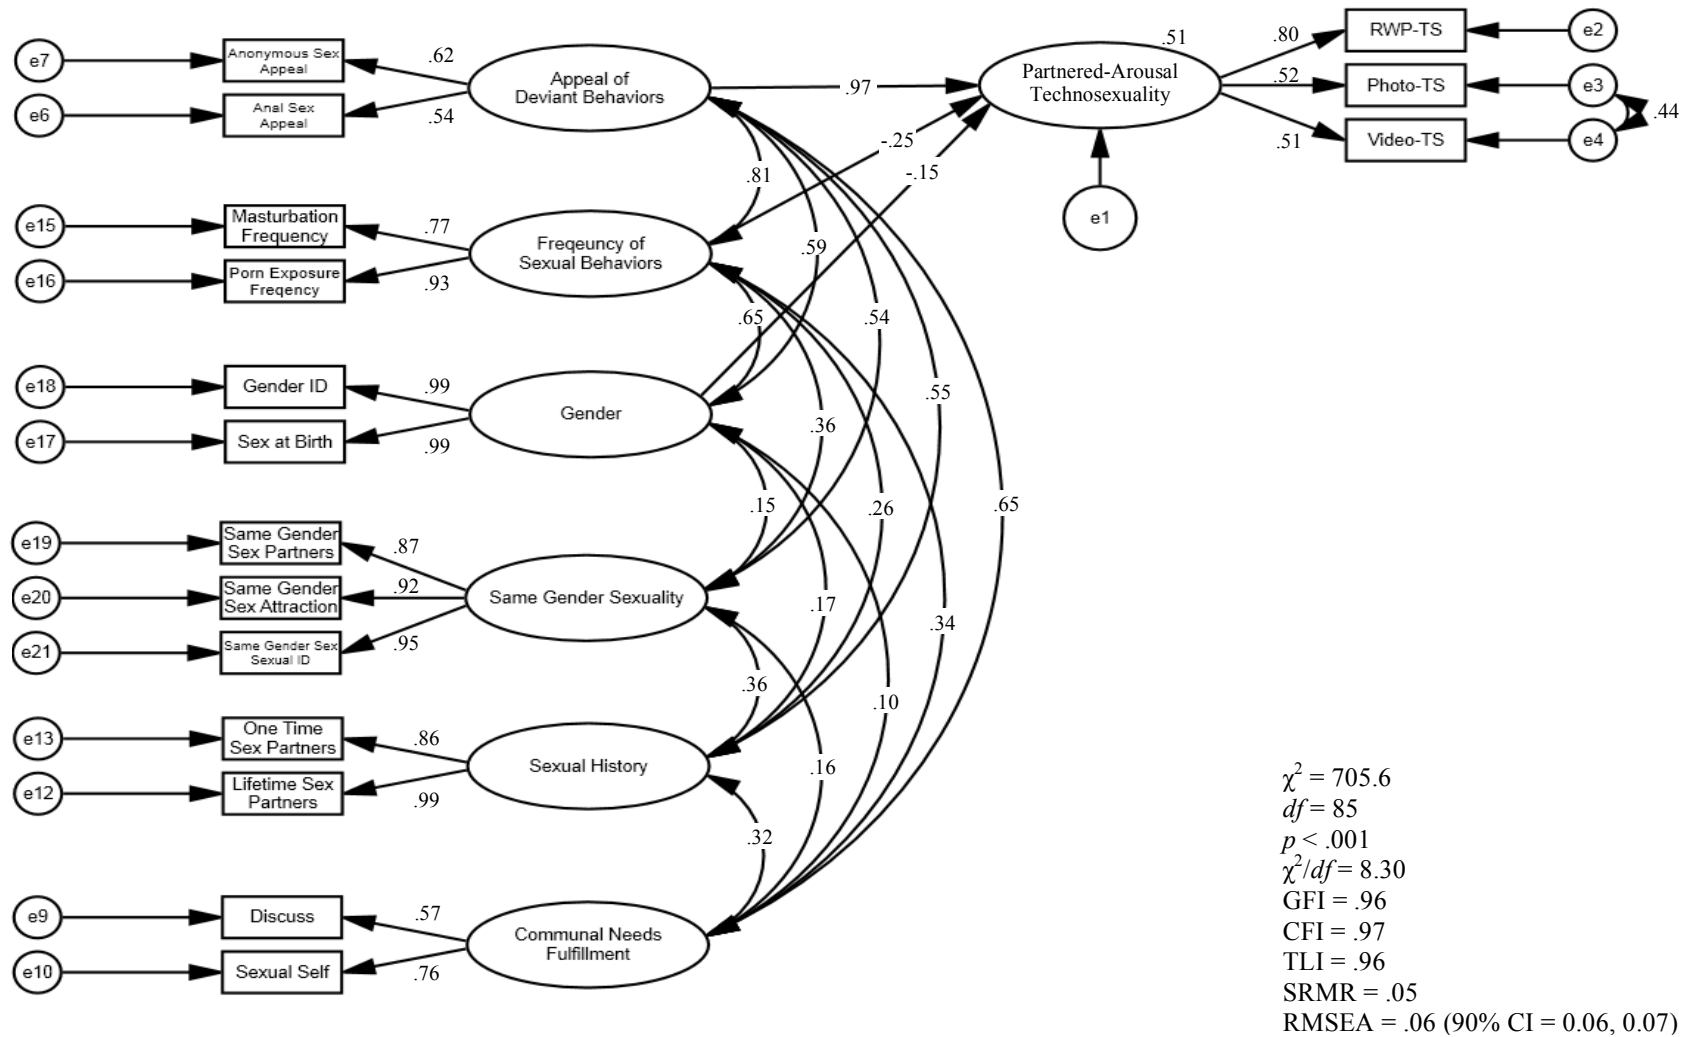 e7
Anonymous Sex
Appeal
.62
e6
Anal Sex
Appeal
.54
Appeal of
Deviant Behaviors
.97
Partnered-Arousal
Technosexuality
.51
.80
RWP-TS
e2
.52
Photo-TS
e3
.51
Video-TS
e4
.44
e1
-.25
-.15
.81
.59
e15
Masturbation
Frequency
.77
e16
Porn Exposure
Freqency
.93
Freqeuncy of
Sexual Behaviors
.65
.54
.55
.65
e18
Gender ID
.99
e17
Sex at Birth
.99
Gender
.36
.26
.34
.15
e19
Same Gender
Sex Partners
.87
e20
Same Gender
Sex Attraction
.92
e21
Same Gender Sex
Sexual ID
.95
Same Gender Sexuality
.17
.10
.36
.16
e13
One Time
Sex Partners
.86
e12
Lifetime Sex
Partners
.99
Sexual History
.32
e9
Discuss
.57
e10
Sexual Self
.76
Communal Needs
Fulfillment
χ² = 705.6
df = 85
p < .001
χ²/df = 8.30
GFI = .96
CFI = .97
TLI = .96
SRMR = .05
RMSEA = .06 (90% CI = 0.06, 0.07)